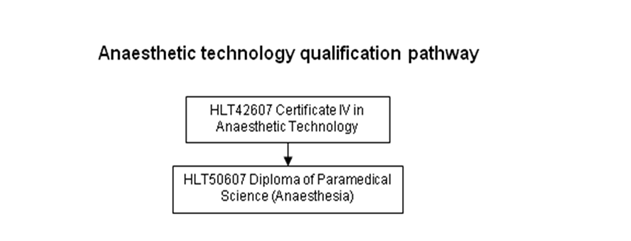 Anaesthetic technology qualification pathway
HLT42607 Certificate IV in
Anaesthetic Technology
HLT50607 Diploma of Paramedical
Science (Anaesthesia)